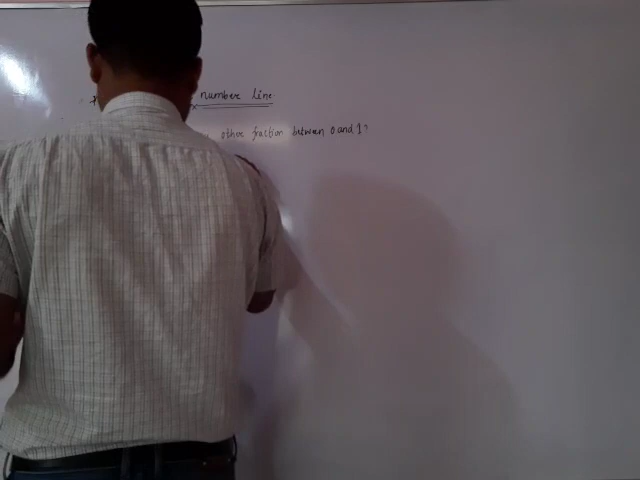 number line
other fraction between 0 and 1?